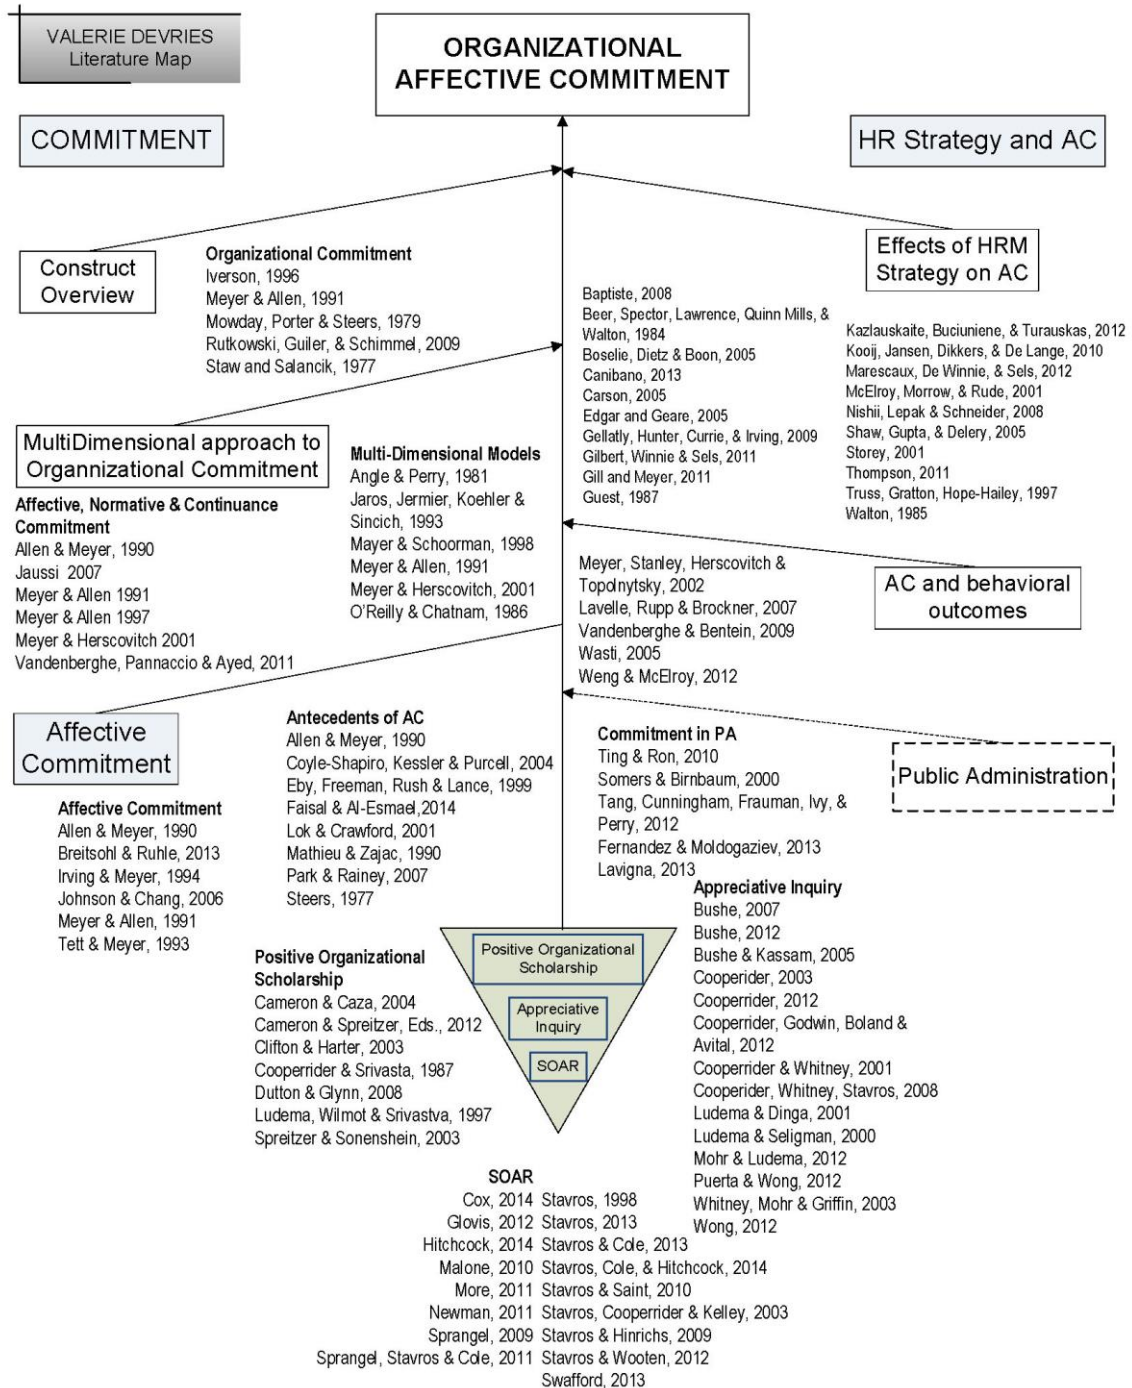 VALERIE DEVRIES
Literature Map
ORGANIZATIONAL
AFFECTIVE COMMITMENT
COMMITMENT
HR Strategy and AC
Construct
Overview
Organizational Commitment
Iverson, 1996
Meyer & Allen, 1991
Mowday, Porter & Steers, 1979
Rutkowski, Guiler, & Schimmel, 2009
Staw and Salancik, 1977
Effects of HRM
Strategy on AC
Baptiste, 2008
Beer, Spector, Lawrence, Quinn Mills, &
Walton, 1984
Boselie, Dietz & Boon, 2005
Canibano, 2013
Carson, 2005
Edgar and Geare, 2005
Gellatly, Hunter, Currie, & Irving, 2009
Gilbert, Winnie & Sels, 2011
Gill and Meyer, 2011
Guest, 1987
Kazlauskaite, Buciuniene, & Turauskas, 2012
Kooij, Jansen, Dikkers, & De Lange, 2010
Marescaux, De Winnie, & Sels, 2012
McElroy, Morrow, & Rude, 2001
Nishii, Lepak & Schneider, 2008
Shaw, Gupta, & Delery, 2005
Storey, 2001
Thompson, 2011
Truss, Gratton, Hope-Hailey, 1997
Walton, 1985
MultiDimensional approach to
Organnizational Commitment
Affective, Normative & Continuance
Commitment
Allen & Meyer, 1990
Jaussi 2007
Meyer & Allen 1991
Meyer & Allen 1997
Meyer & Herscovitch 2001
Vandenberghe, Pannaccio & Ayed, 2011
Multi-Dimensional Models
Angle & Perry, 1981
Jaros, Jermier, Koehler &
Sincich, 1993
Mayer & Schoorman, 1998
Meyer & Allen, 1991
Meyer & Herscovitch, 2001
O'Reilly & Chatnam, 1986
Meyer, Stanley, Herscovitch &
Topolnytsky, 2002
Lavelle, Rupp & Brockner, 2007
Vandenberghe & Bentein, 2009
Wasti, 2005
Weng & McElroy, 2012
AC and behavioral
outcomes
Affective
Commitment
Affective Commitment
Allen & Meyer, 1990
Breitsohl & Ruhle, 2013
Irving & Meyer, 1994
Johnson & Chang, 2006
Meyer & Allen, 1991
Tett & Meyer, 1993
Antecedents of AC
Allen & Meyer, 1990
Coyle-Shapiro, Kessler & Purcell, 2004
Eby, Freeman, Rush & Lance, 1999
Faisal & Al-Esmael,2014
Lok & Crawford, 2001
Mathieu & Zajac, 1990
Park & Rainey, 2007
Steers, 1977
Commitment in PA
Ting & Ron, 2010
Somers & Birnbaum, 2000
Tang, Cunningham, Frauman, Ivy, &
Perry, 2012
Fernandez & Moldogaziev, 2013
Lavigna, 2013
Public Administration
Positive Organizational
Scholarship
Cameron & Caza, 2004
Cameron & Spreitzer, Eds., 2012
Clifton & Harter, 2003
Cooperrider & Srivasta, 1987
Dutton & Glynn, 2008
Ludema, Wilmot & Srivastva, 1997
Spreitzer & Sonenshein, 2003
Positive Organizational
Scholarship
Appreciative
Inquiry
SOAR
Appreciative Inquiry
Bushe, 2007
Bushe, 2012
Bushe & Kassam, 2005
Cooperider, 2003
Cooperrider, 2012
Cooperrider, Godwin, Boland &
Avital, 2012
Cooperrider & Whitney, 2001
Cooperider, Whitney, Stavros, 2008
Ludema & Dinga, 2001
Ludema & Seligman, 2000
Mohr & Ludema, 2012
Puerta & Wong, 2012
Whitney, Mohr & Griffin, 2003
Wong, 2012
SOAR
Cox, 2014 Stavros, 1998
Glovis, 2012 Stavros, 2013
Hitchcock, 2014 Stavros & Cole, 2013
Malone, 2010 Stavros, Cole, & Hitchcock, 2014
More, 2011 Stavros & Saint, 2010
Newman, 2011 Stavros, Cooperrider & Kelley, 2003
Sprangel, 2009 Stavros & Hinrichs, 2009
Sprangel, Stavros & Cole, 2011 Stavros & Wooten, 2012
Swafford, 2013